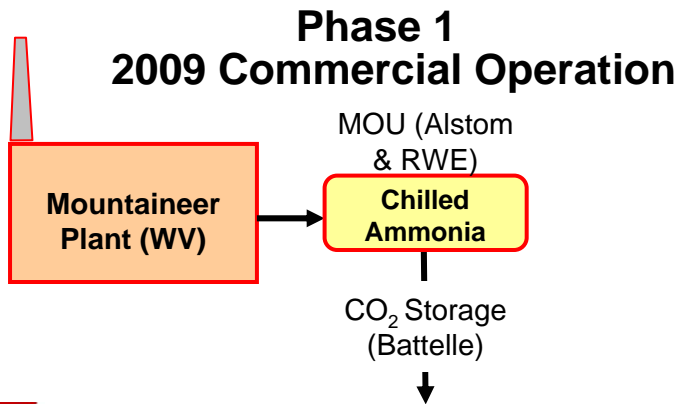 Phase 1
2009 Commercial Operation
MOU (Alstom
& RWE)
Mountaineer
Plant (WV)
Chilled
Ammonia
CO₂ Storage
(Battelle)